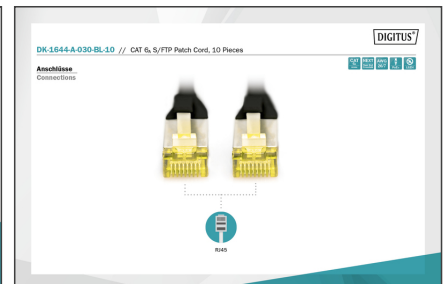 DIGITUS®
DK-1644-A-030-BL-10 // CAT 6A S/FTP Patch Cord, 10 Pieces
Anschlüsse
Connections
RJ45